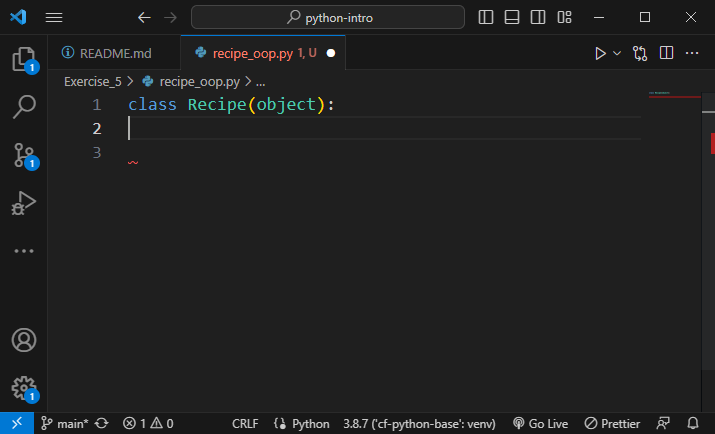 python-intro
README.md recipe_oop.py 1, U
Exercise_5 > recipe_oop.py > ...
1 class Recipe(object):
2
3
1
1
1
main* 1 0 CRLF Python 3.8.7 ('cf-python-base': venv) Go Live Prettier